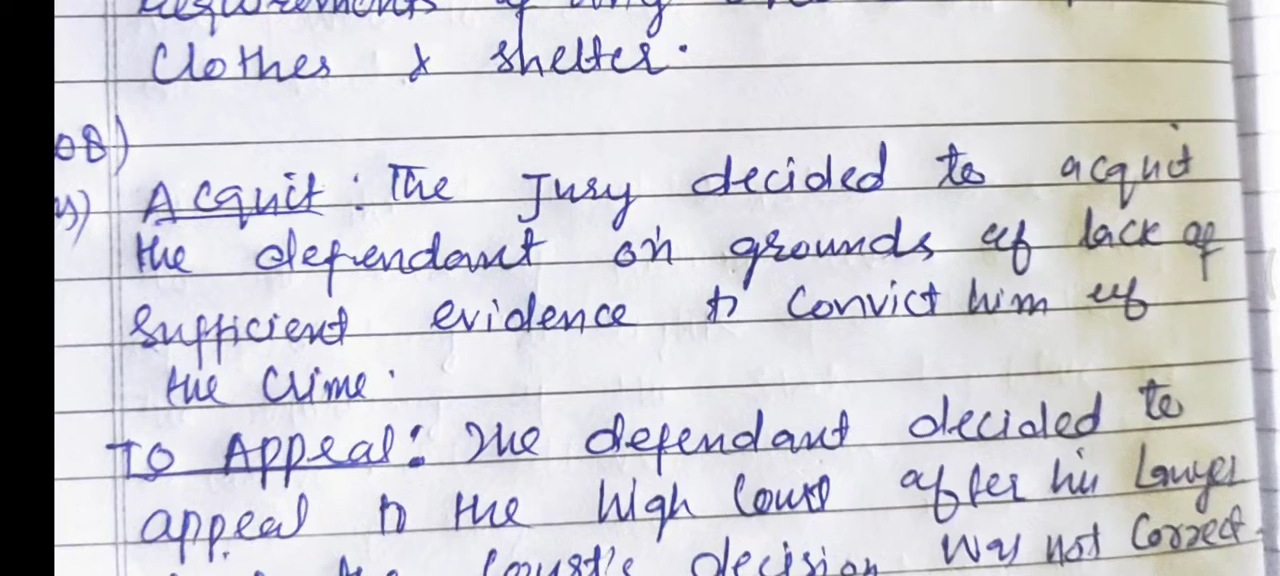 Requirements of
Clothes & shelter.
08)
Acquit : The Jury decided to acquit
the defendant on grounds of lack of
sufficient evidence to convict him of
the crime.
To Appeal: The defendant decided to
appeal to the high Court after his Lawyer
decision was not correct